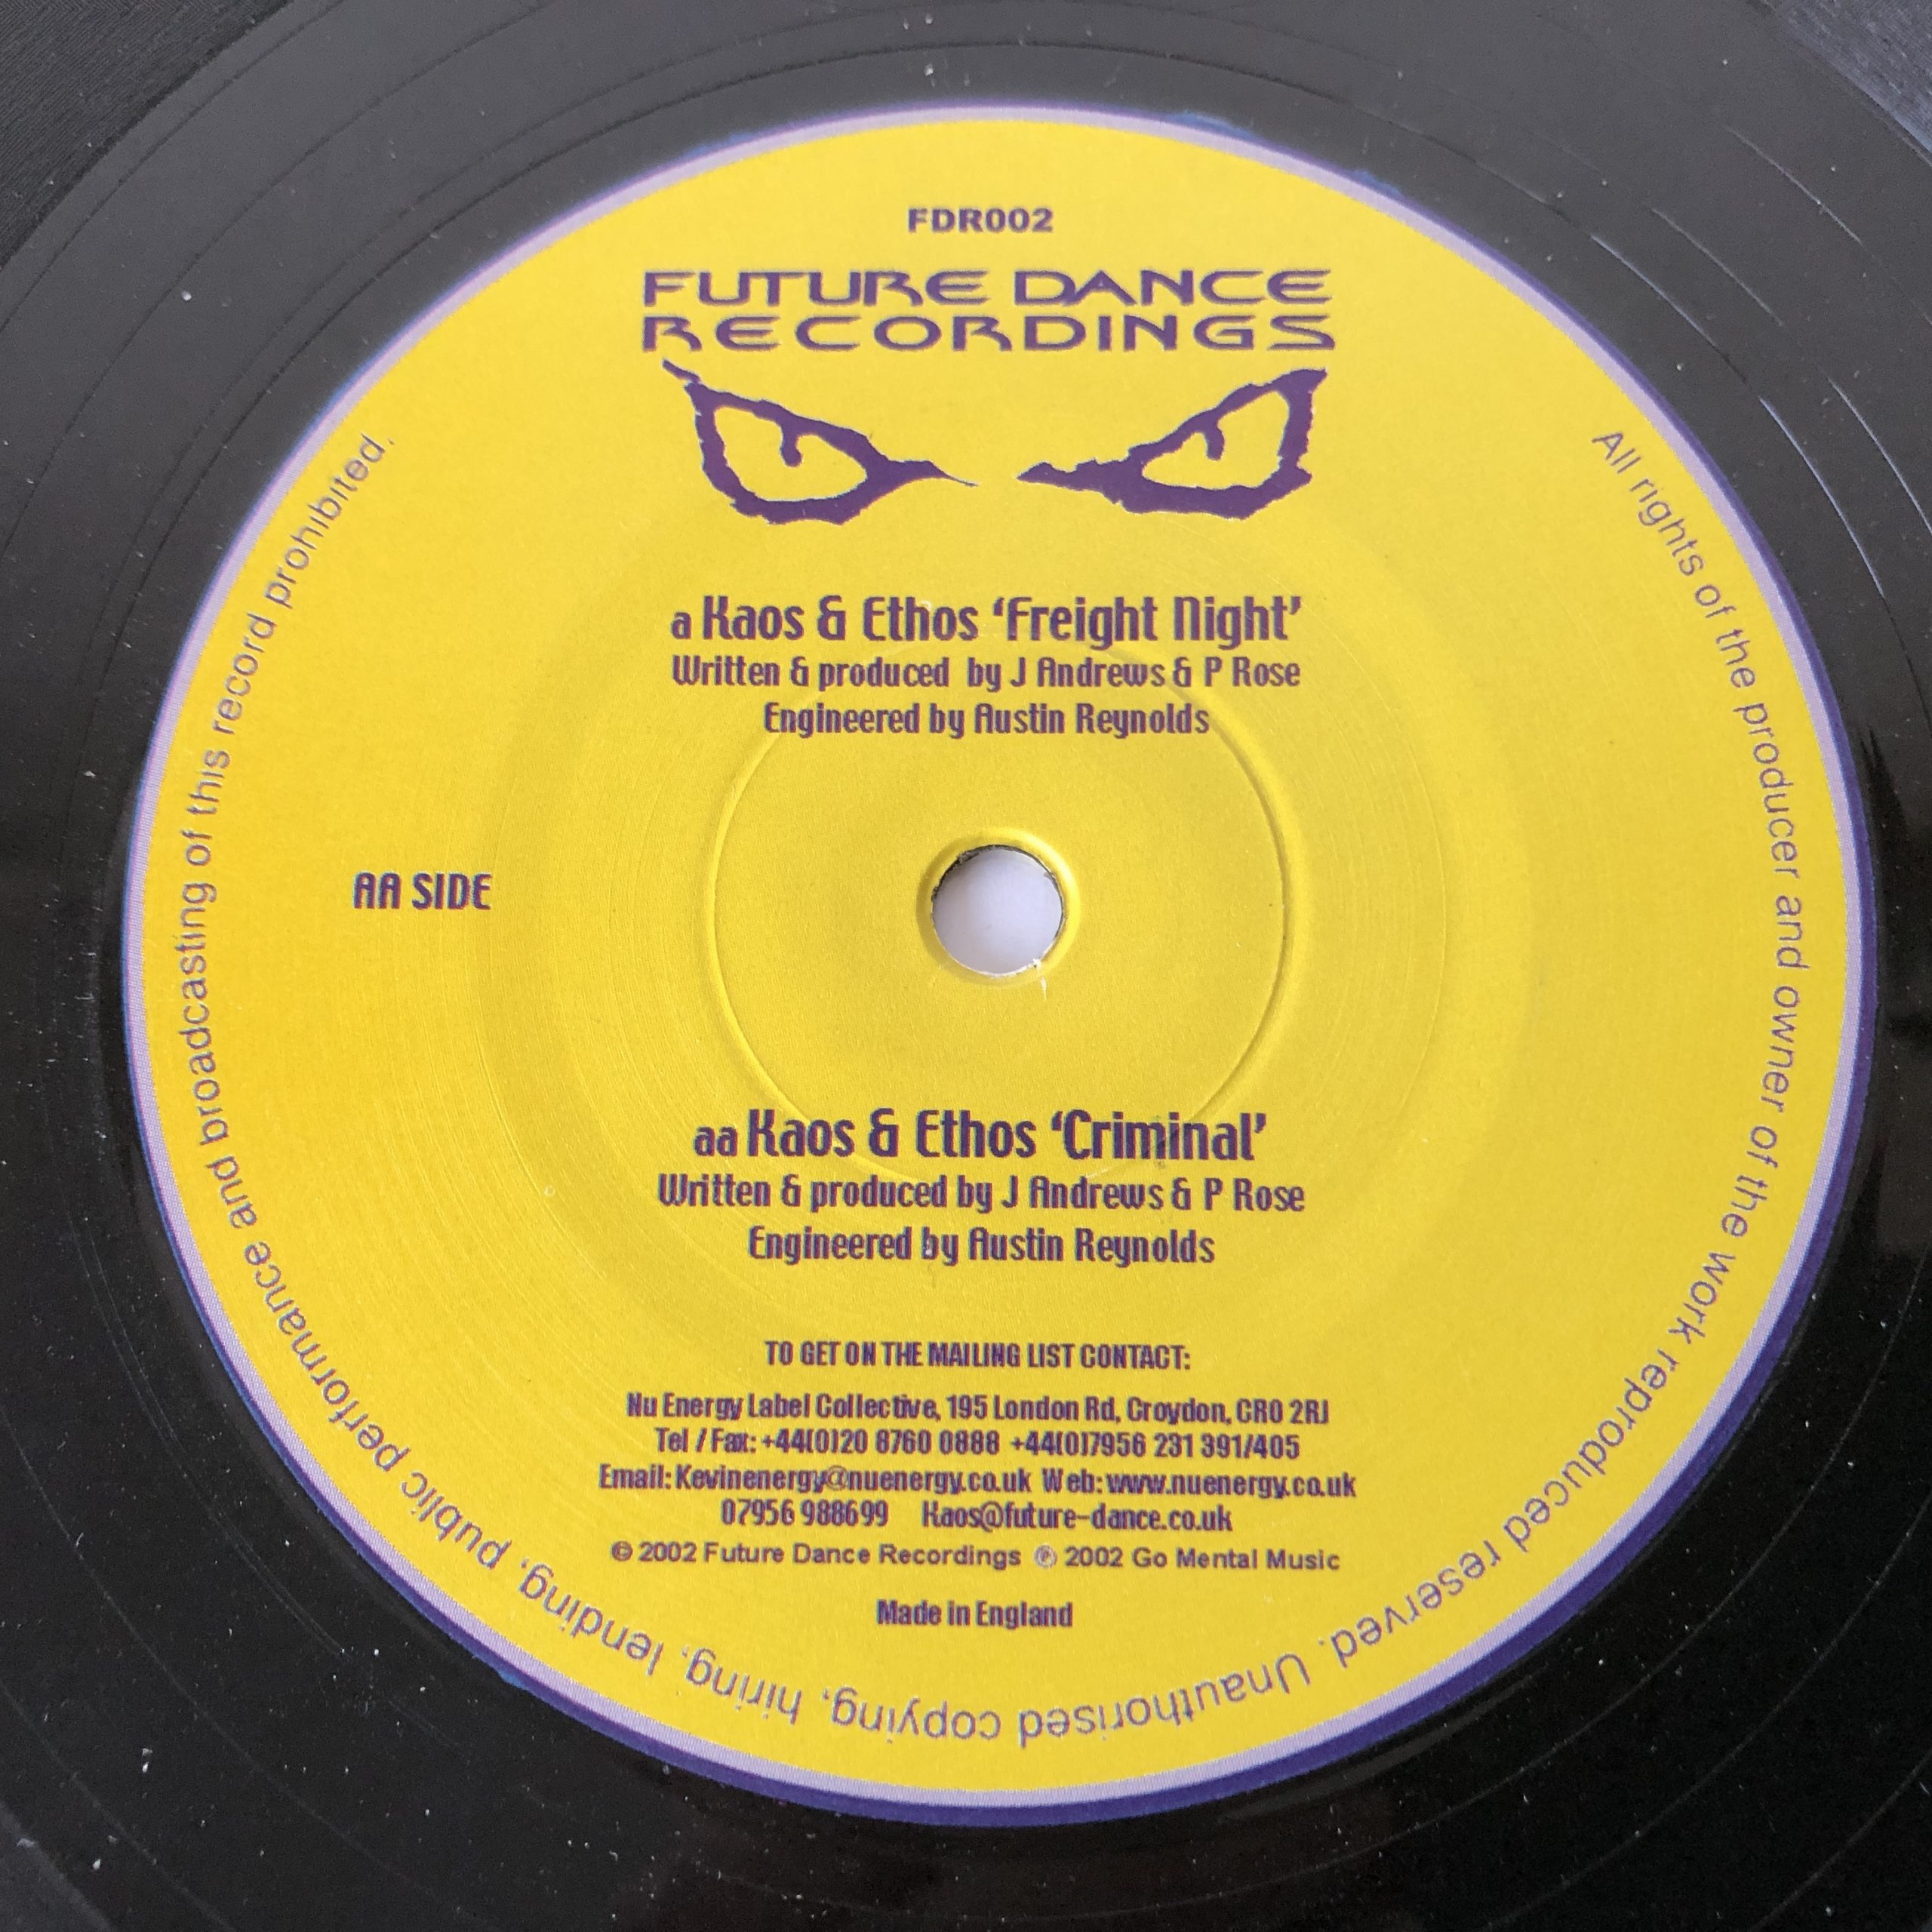 FDR002
FUTURE DANCE
RECORDINGS
a Kaos & Ethos ‘Freight Night’
Written & produced by J Andrews & P Rose
Engineered by Austin Reynolds
AA SIDE
aa Kaos & Ethos ‘Criminal’
Written & produced by J Andrews & P Rose
Engineered by Austin Reynolds
TO GET ON THE MAILING LIST CONTACT:
Nu Energy Label Collective, 195 London Rd, Croydon, CR0 2RJ
Tel / Fax: +44(0)20 8760 0888 +44(0)7956 231 391/405
Email: Kevinenergy@nuenergy.co.uk Web: www.nuenergy.co.uk
07956 988699 Kaos@future-dance.co.uk
© 2002 Future Dance Recordings ℗ 2002 Go Mental Music
Made in England
All rights of the producer and owner of the work reproduced reserved. Unauthorised copying, hiring, lending, public performance and broadcasting of this record prohibited.